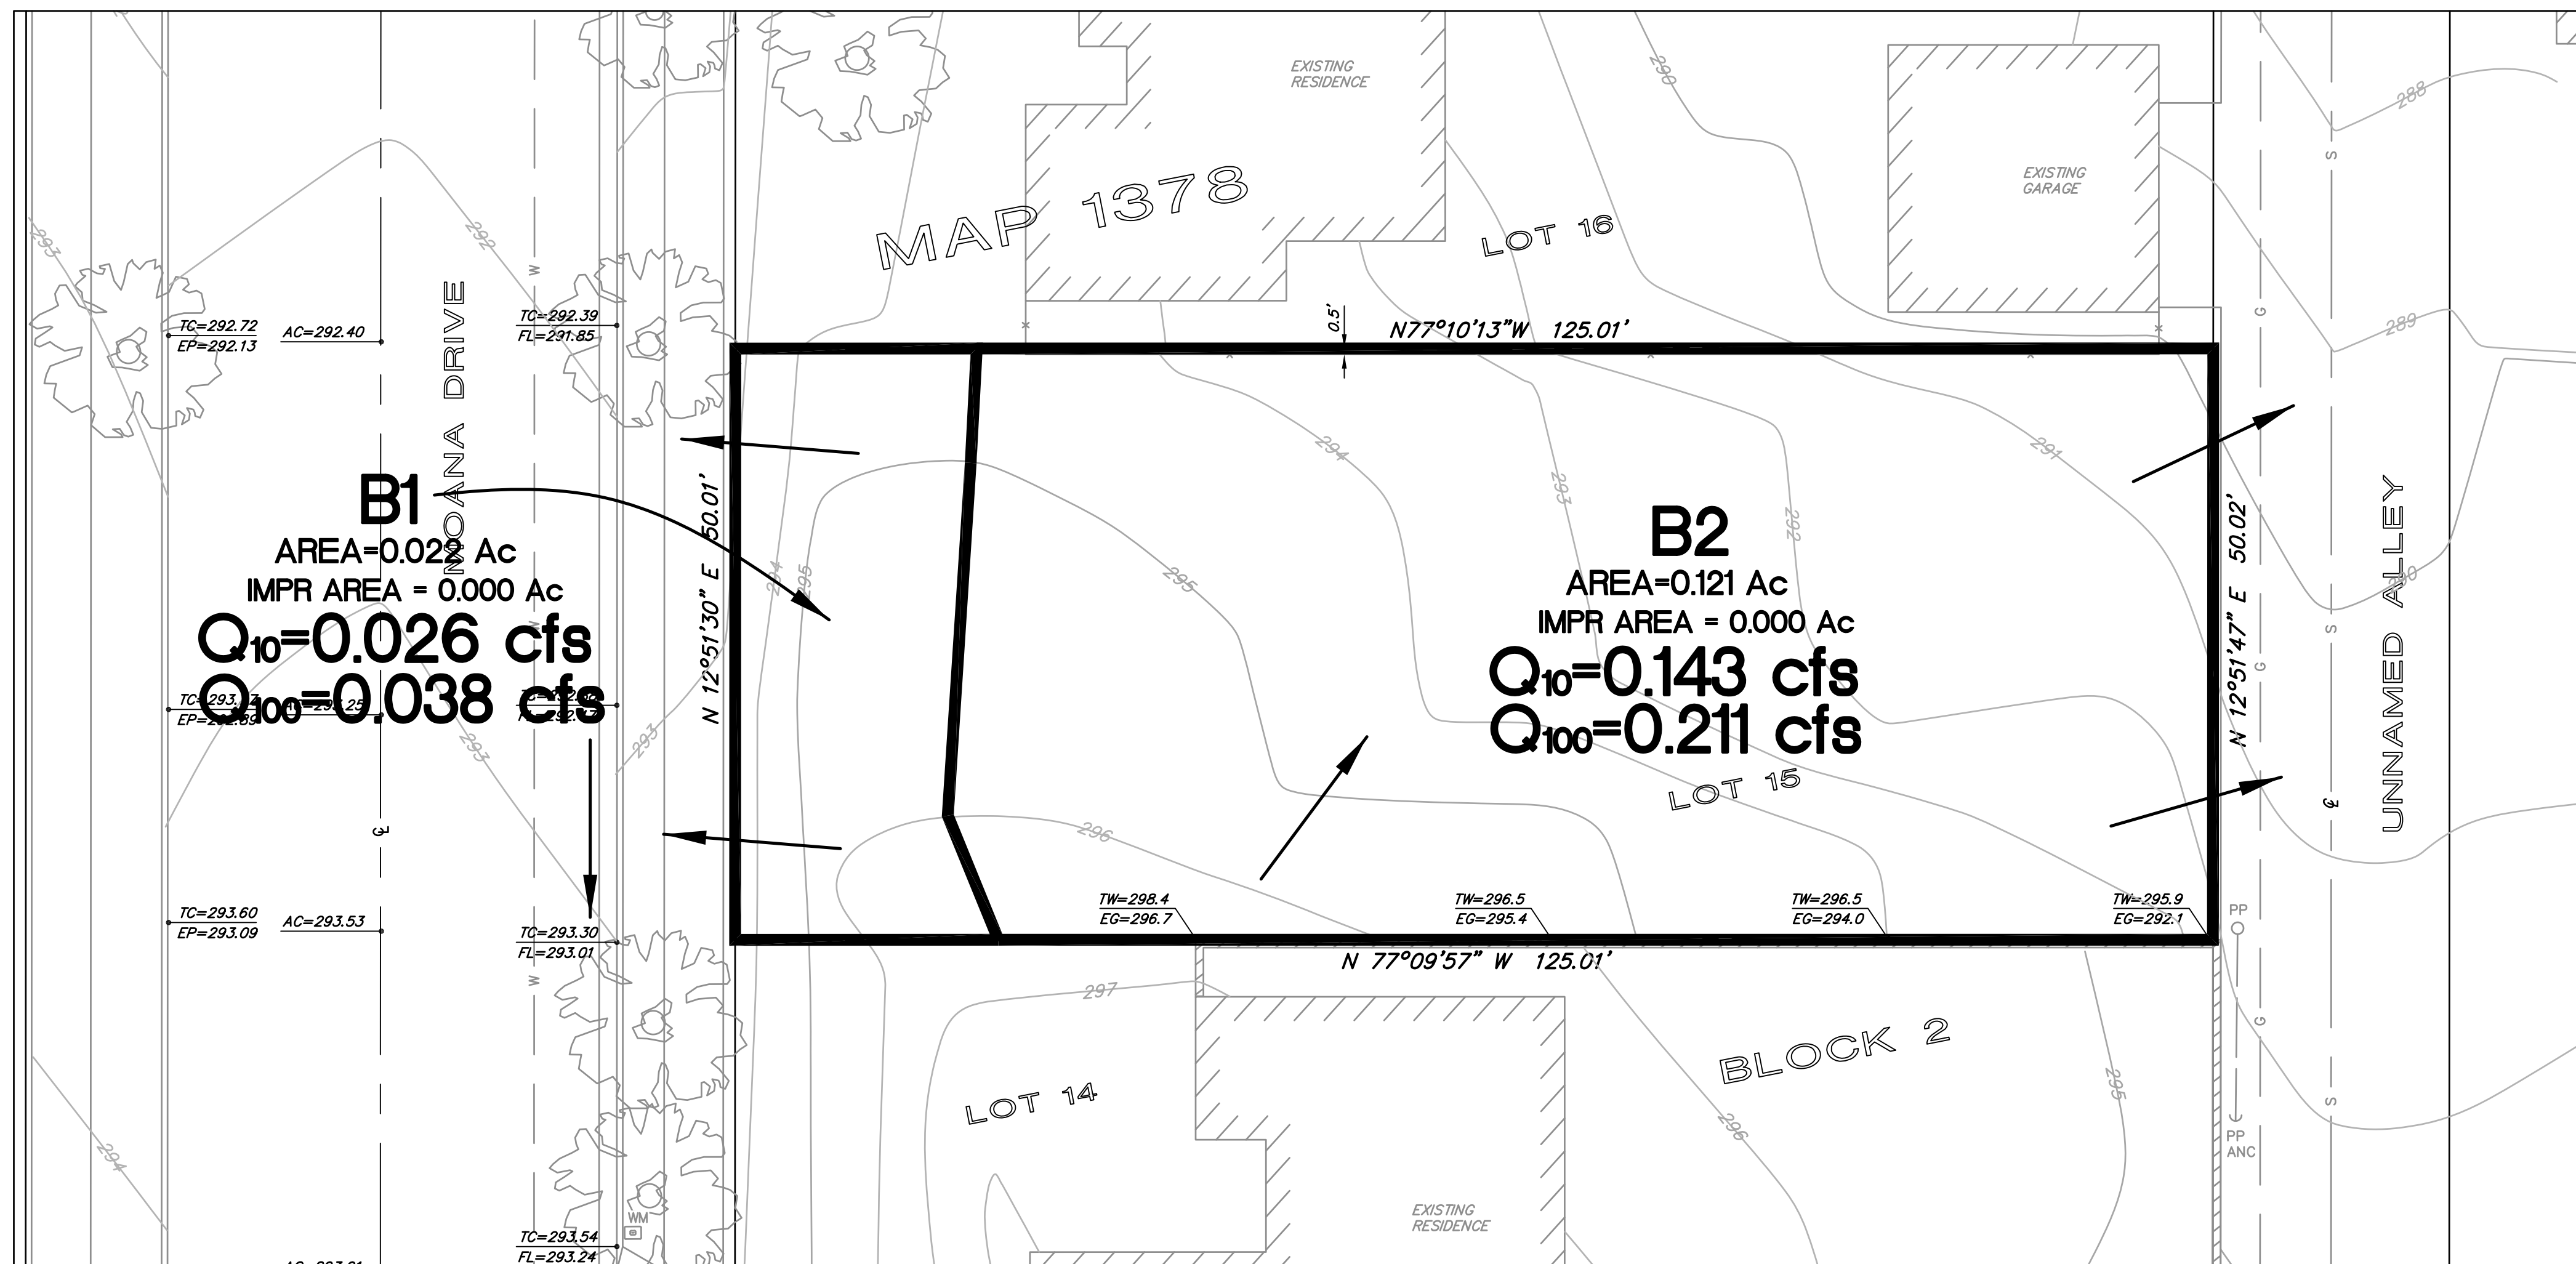 EXISTING
RESIDENCE
290
288
EXISTING
GARAGE
S
MAP 1378
LOT 16
293
292
W
MOANA DRIVE
TC=292.72
EP=292.13
AC=292.40
TC=292.39
FL=291.85
0.5'
N77°10'13"W 125.01'
G
289
294
291
293
292
B1
AREA=0.022 Ac
IMPR AREA = 0.000 Ac
Q10=0.026 cfs
Q100=0.038 cfs
N 12°51'30" E 50.01'
294
295
295
B2
AREA=0.121 Ac
IMPR AREA = 0.000 Ac
Q10=0.143 cfs
Q100=0.211 cfs
LOT 15
N 12°51'47" E 50.02'
UNNAMED ALLEY
290
S
G
W
293
293
℄
℄
296
TW=298.4
EG=296.7
TW=296.5
EG=295.4
TW=296.5
EG=294.0
TW=295.9
EG=292.1
TC=293.60
EP=293.09
AC=293.53
TC=293.30
FL=293.01
PP
W
N 77°09'57" W 125.01'
297
G
BLOCK 2
LOT 14
295
296
S
PP
ANC
294
WM
EXISTING
RESIDENCE
TC=293.54
FL=293.24